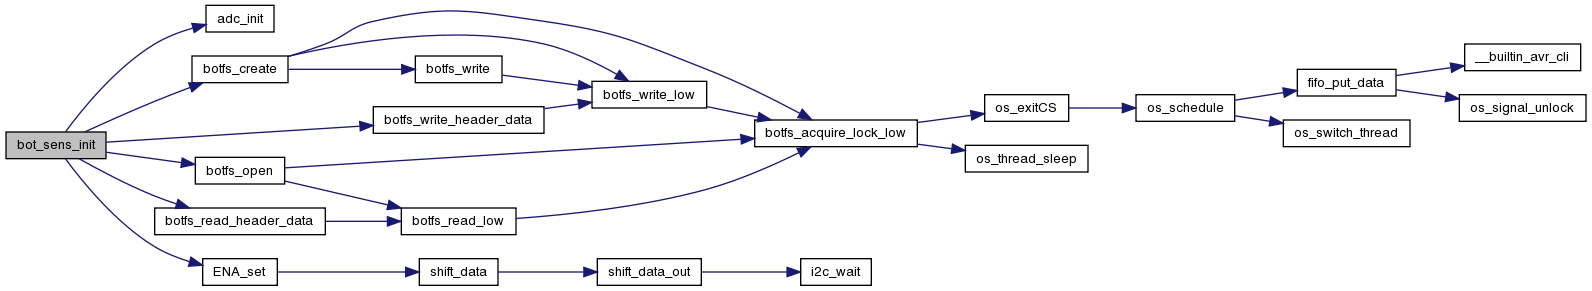 adc_init
botfs_create
botfs_write
botfs_write_low
botfs_write_header_data
botfs_acquire_lock_low
os_exitCS
os_schedule
fifo_put_data
__builtin_avr_cli
os_signal_unlock
os_switch_thread
os_thread_sleep
bot_sens_init
botfs_open
botfs_read_header_data
botfs_read_low
ENA_set
shift_data
shift_data_out
i2c_wait